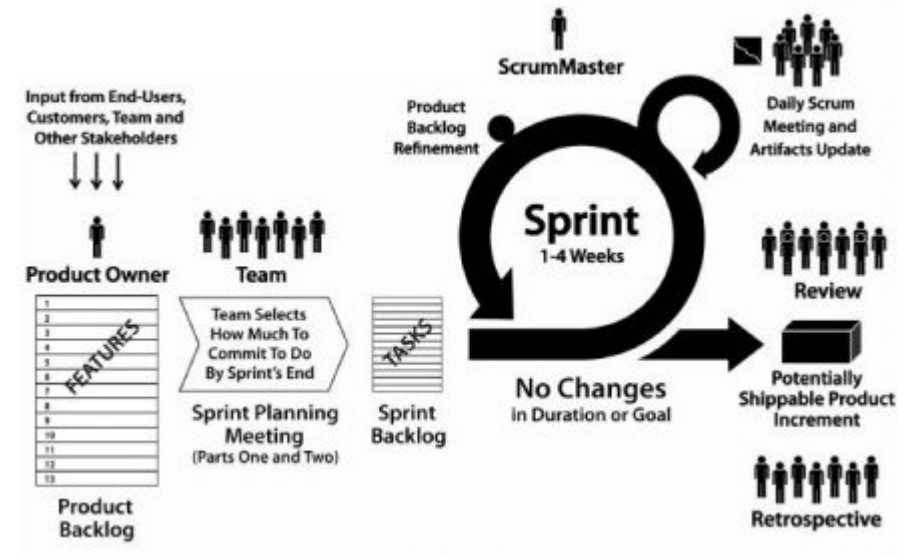 ScrumMaster
Input from End-Users,
Customers, Team and
Other Stakeholders
Product
Backlog
Refinement
Daily Scrum
Meeting and
Artifacts Update
Sprint
1-4 Weeks
Product Owner
Team
Review
1
2
3
4
5
6
7
8
9
10
11
12
13
FEATURES
Team Selects
How Much To
Commit To Do
By Sprint's End
TASKS
No Changes
in Duration or Goal
Potentially
Shippable Product
Increment
Sprint Planning
Meeting
(Parts One and Two)
Sprint
Backlog
Product
Backlog
Retrospective